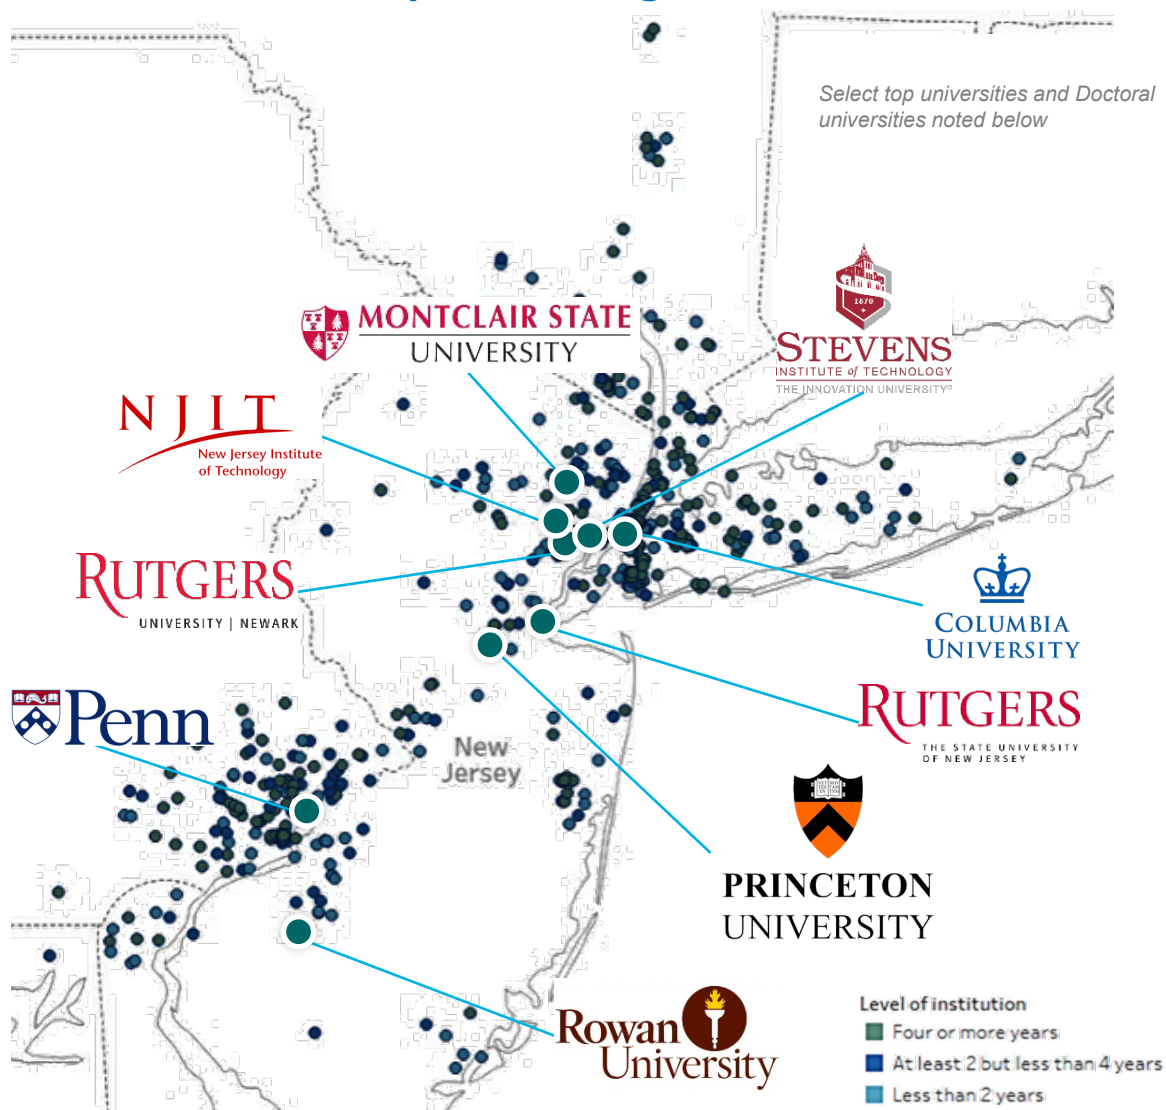 Select top universities and Doctoral
universities noted below
1870
STEVENS
INSTITUTE of TECHNOLOGY
THE INNOVATION UNIVERSITY®
MONTCLAIR STATE
UNIVERSITY
NJIT
New Jersey Institute
of Technology
RUTGERS
UNIVERSITY | NEWARK
COLUMBIA
UNIVERSITY
Penn
RUTGERS
THE STATE UNIVERSITY
OF NEW JERSEY
New
Jersey
PRINCETON
UNIVERSITY
Rowan
University
Level of institution
Four or more years
At least 2 but less than 4 years
Less than 2 years